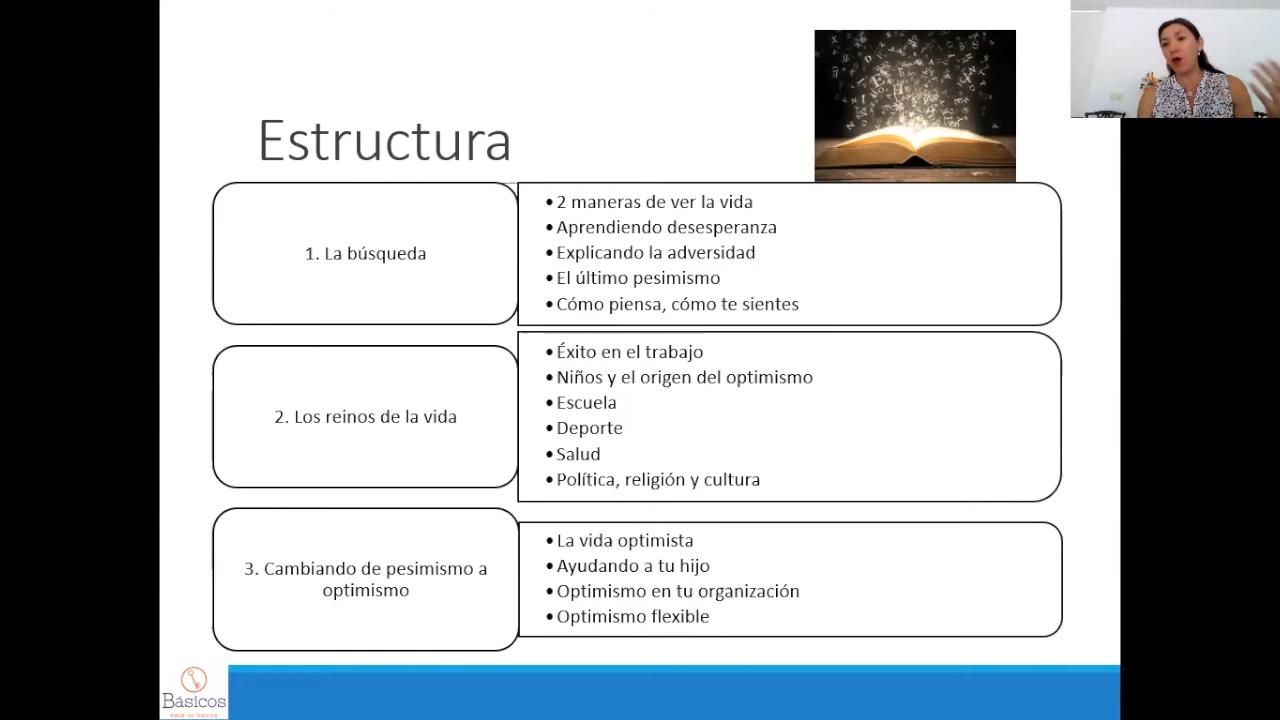 Estructura
1. La búsqueda
•2 maneras de ver la vida
•Aprendiendo desesperanza
•Explicando la adversidad
•El último pesimismo
•Cómo piensa, cómo te sientes
2. Los reinos de la vida
•Éxito en el trabajo
•Niños y el origen del optimismo
•Escuela
•Deporte
•Salud
•Política, religión y cultura
3. Cambiando de pesimismo a
optimismo
•La vida optimista
•Ayudando a tu hijo
•Optimismo en tu organización
•Optimismo flexible
Básicos
back to basics